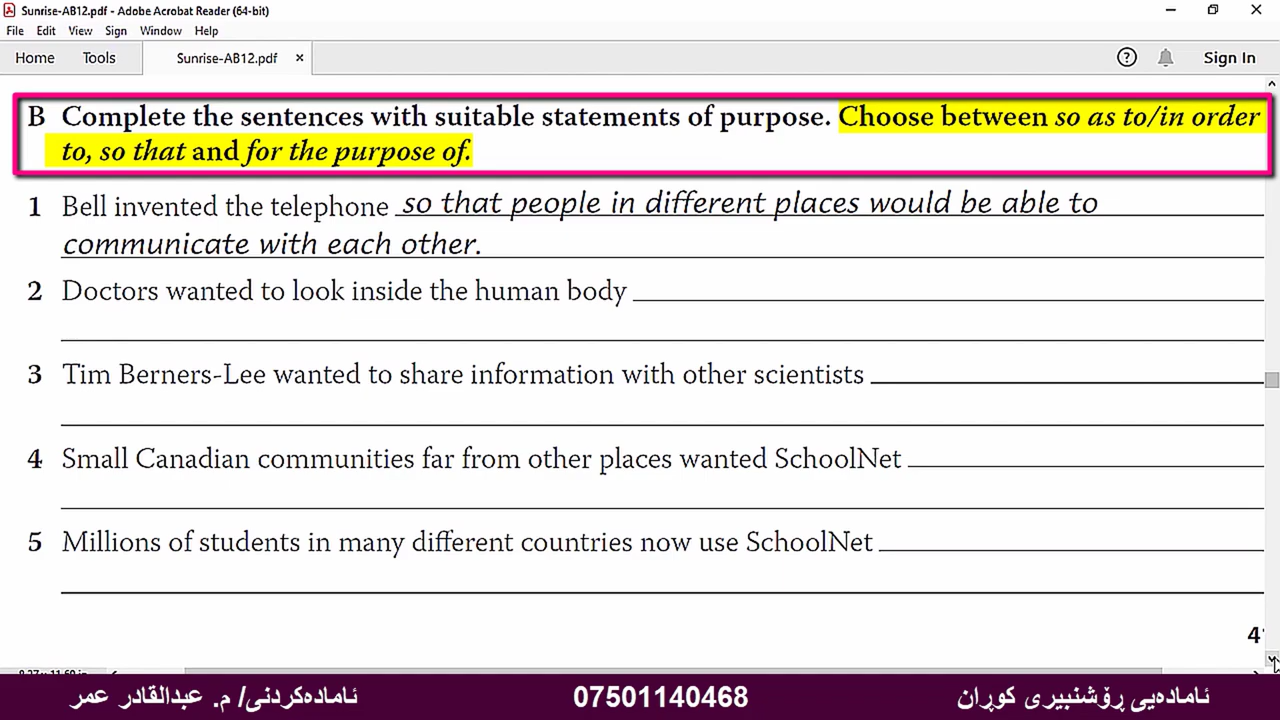 Sunrise-AB12.pdf - Adobe Acrobat Reader (64-bit)
File Edit View Sign Window Help
Home Tools Sunrise-AB12.pdf × Sign In
B Complete the sentences with suitable statements of purpose. Choose between so as to/in order
to, so that and for the purpose of.
1 Bell invented the telephone so that people in different places would be able to
communicate with each other.
2 Doctors wanted to look inside the human body
3 Tim Berners-Lee wanted to share information with other scientists
4 Small Canadian communities far from other places wanted SchoolNet
5 Millions of students in many different countries now use SchoolNet
ئامادەیی ڕۆشنبیری کوڕان 07501140468 ئامادەکردنی/ م. عبدالقادر عمر